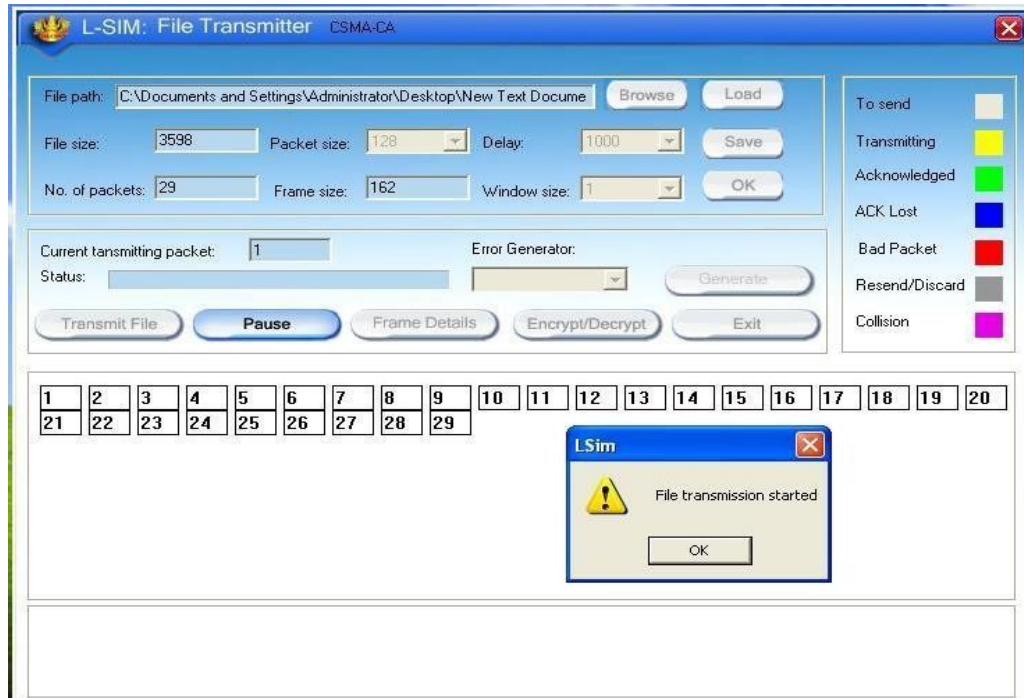 L-SIM: File Transmitter CSMA-CA
File path: C:\Documents and Settings\Administrator\Desktop\New Text Docume Browse Load
File size: 3598 Packet size: 128 Delay: 1000 Save
No. of packets: 29 Frame size: 162 Window size: 1 OK
To send
Transmitting
Acknowledged
ACK Lost
Bad Packet
Resend/Discard
Collision
Current tansmitting packet: 1 Error Generator:
Status: Generate
Transmit File Pause Frame Details Encrypt/Decrypt Exit
1 2 3 4 5 6 7 8 9 10 11 12 13 14 15 16 17 18 19 20
21 22 23 24 25 26 27 28 29
LSim
File transmission started
OK